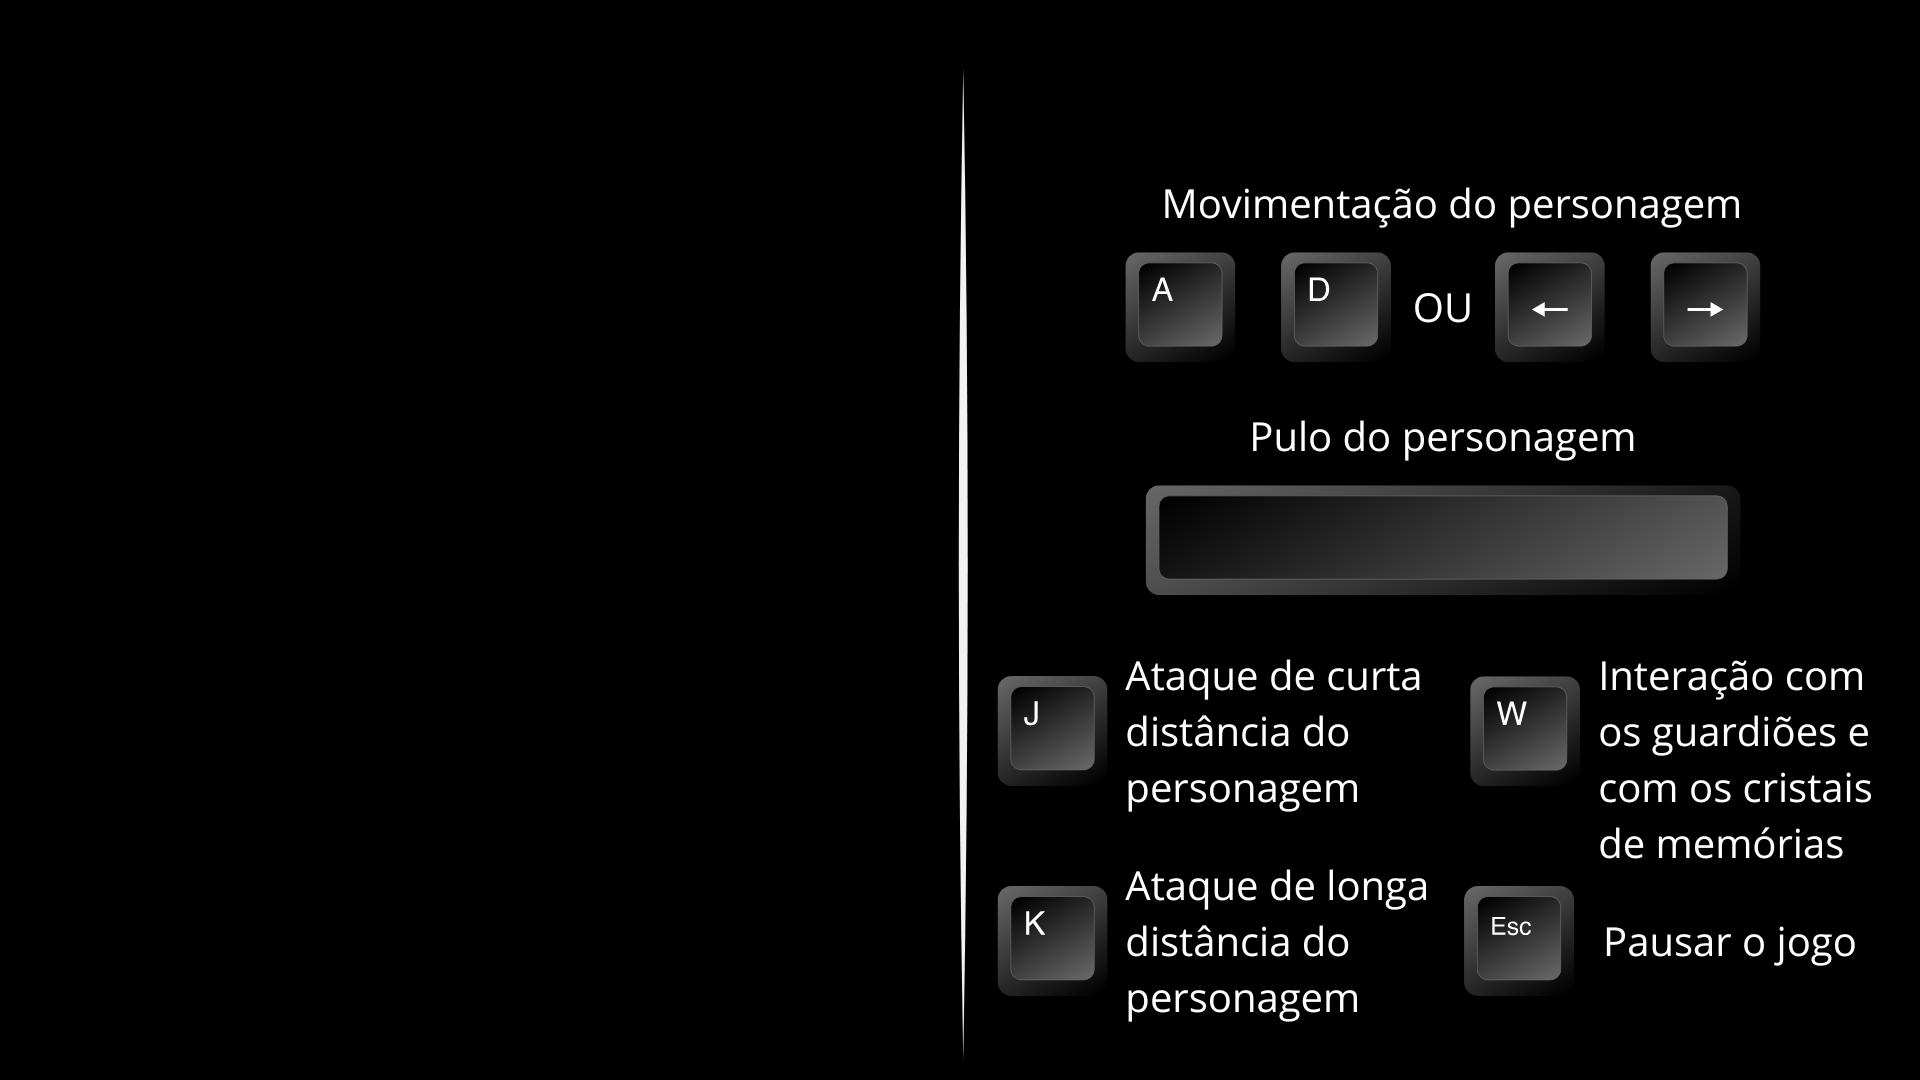 Movimentação do personagem
A D OU ← →
Pulo do personagem
J
Ataque de curta
distância do
personagem
W
Interação com
os guardiões e
com os cristais
de memórias
K
Ataque de longa
distância do
personagem
Esc
Pausar o jogo